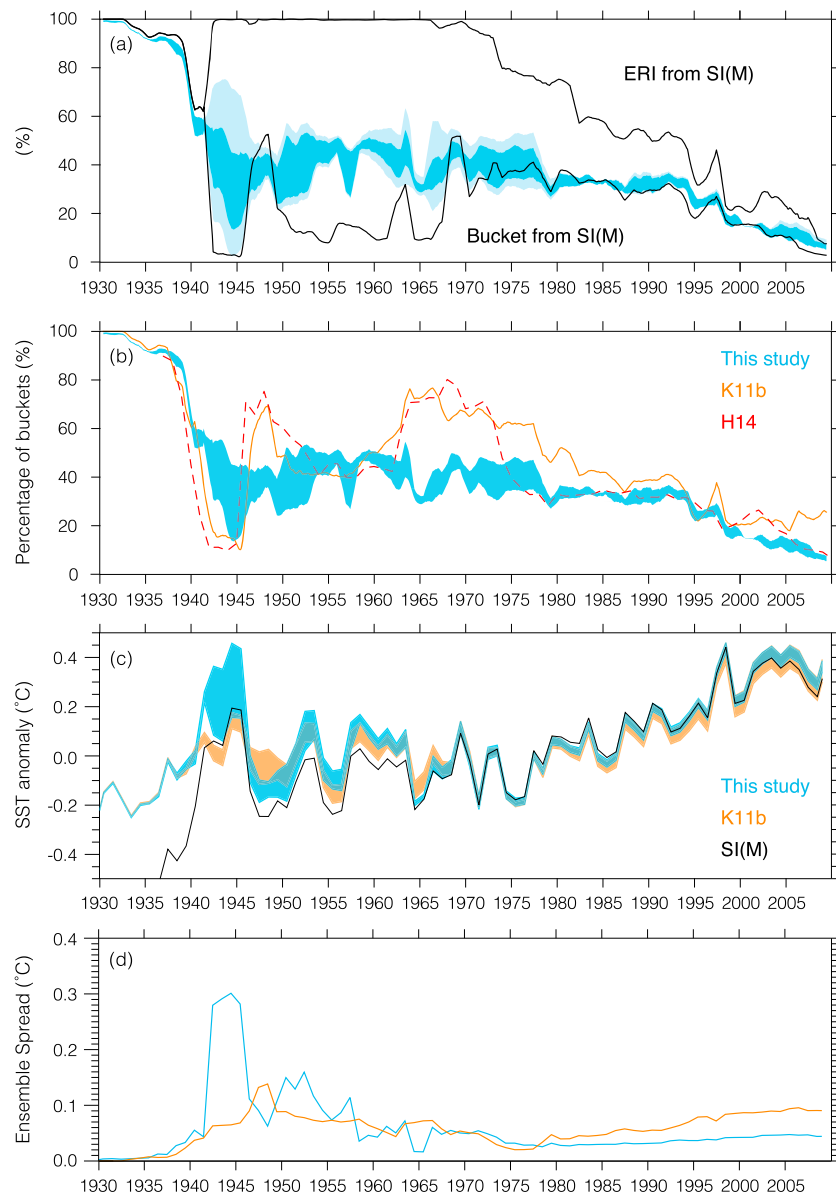 100
80
60
40
20
0
(%)
(a)
ERI from SI(M)
Bucket from SI(M)
1930 1935 1940 1945 1950 1955 1960 1965 1970 1975 1980 1985 1990 1995 2000 2005
100
80
60
40
20
0
Percentage of buckets (%)
(b)
This study
K11b
H14
1930 1935 1940 1945 1950 1955 1960 1965 1970 1975 1980 1985 1990 1995 2000 2005
0.4
0.2
0.0
-0.2
-0.4
SST anomaly (˚C)
(c)
This study
K11b
SI(M)
1930 1935 1940 1945 1950 1955 1960 1965 1970 1975 1980 1985 1990 1995 2000 2005
0.4
0.3
0.2
0.1
0.0
Ensemble Spread (˚C)
(d)
1930 1935 1940 1945 1950 1955 1960 1965 1970 1975 1980 1985 1990 1995 2000 2005